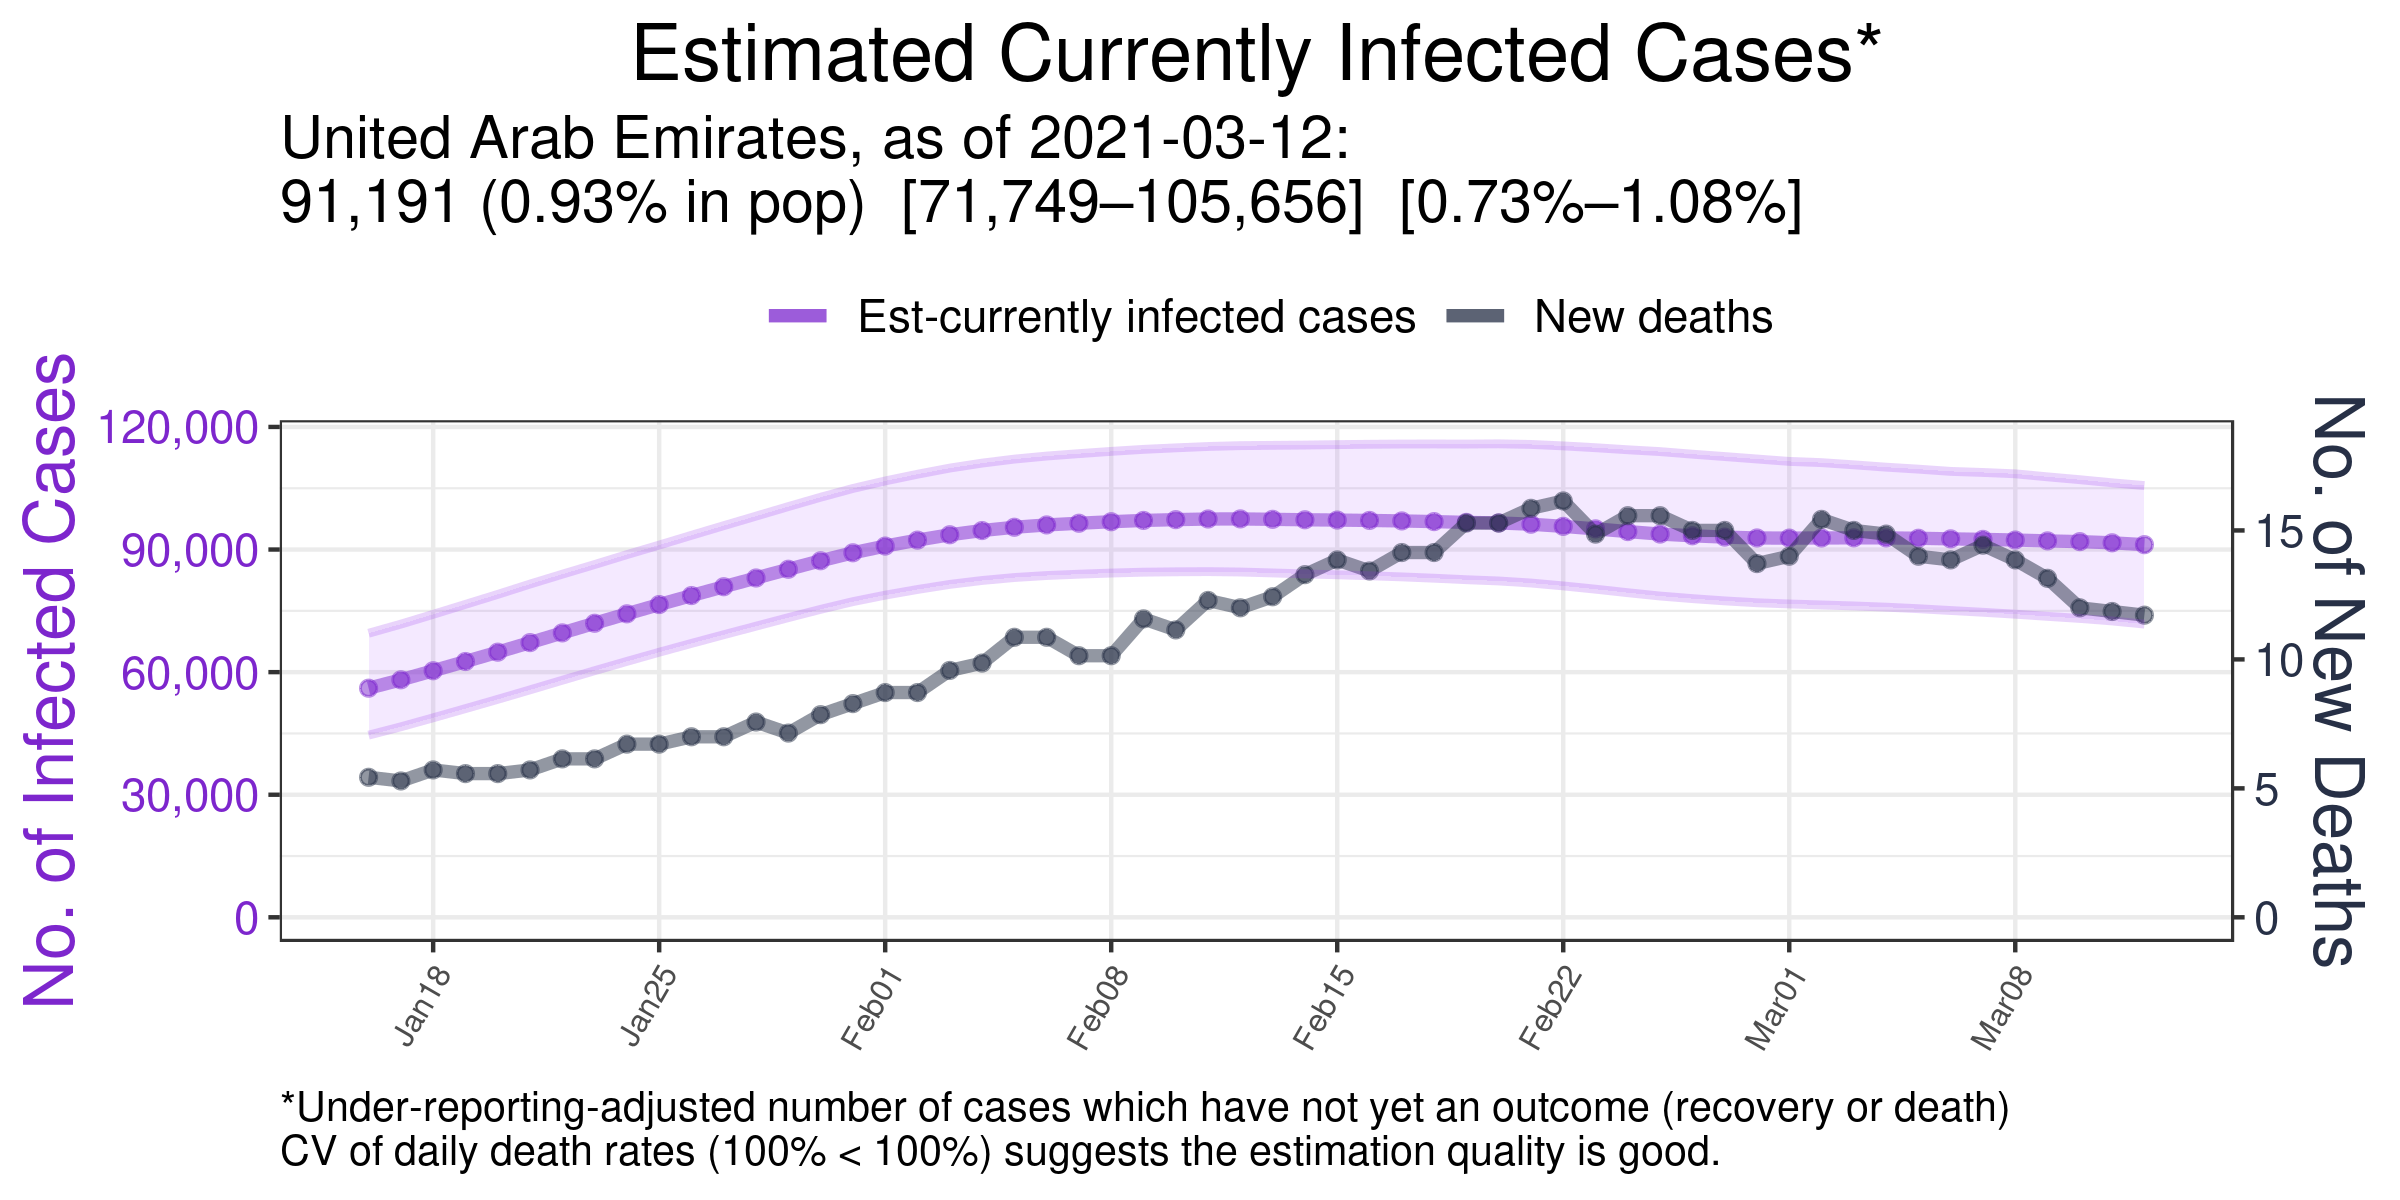 Estimated Currently Infected Cases*
United Arab Emirates, as of 2021-03-12:
91,191 (0.93% in pop)  [71,749–105,656]  [0.73%–1.08%]
Est-currently infected cases New deaths
No. of Infected Cases
120,000
90,000
60,000
30,000
0
15
10
5
0
No. of New Deaths
Jan18 Jan25 Feb01 Feb08 Feb15 Feb22 Mar01 Mar08
*Under-reporting-adjusted number of cases which have not yet an outcome (recovery or death)
CV of daily death rates (100% < 100%) suggests the estimation quality is good.